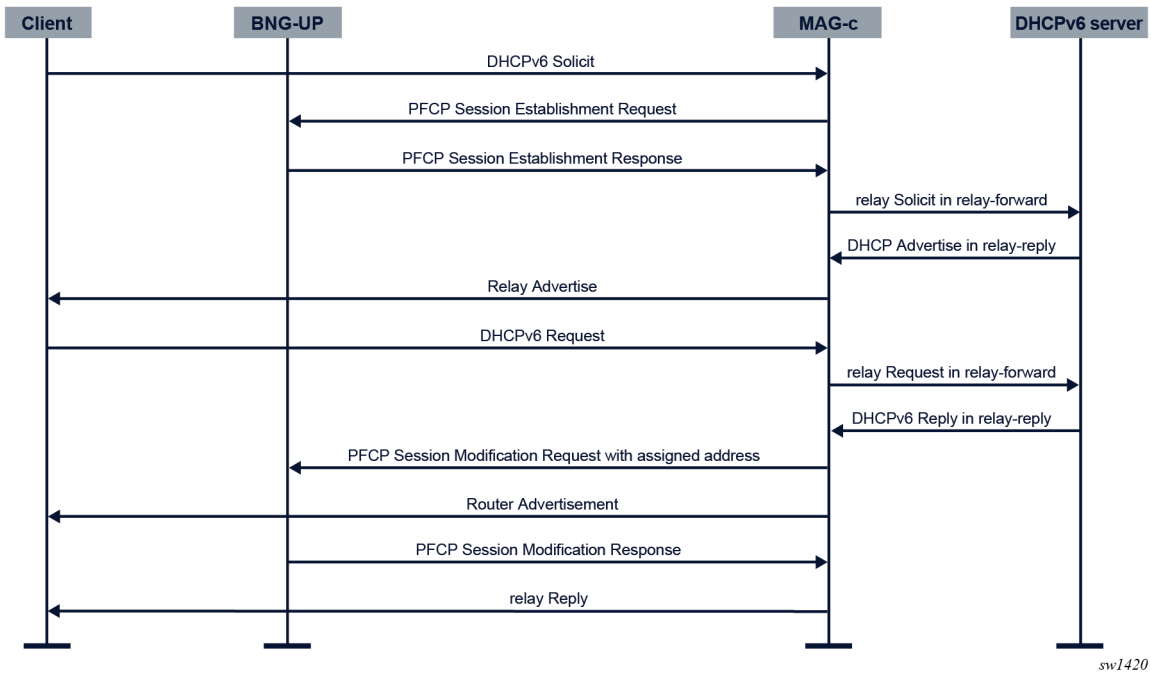 Client BNG-UP MAG-c DHCPv6 server
DHCPv6 Solicit
PFCP Session Establishment Request
PFCP Session Establishment Response
relay Solicit in relay-forward
DHCP Advertise in relay-reply
Relay Advertise
DHCPv6 Request
relay Request in relay-forward
DHCPv6 Reply in relay-reply
PFCP Session Modification Request with assigned address
Router Advertisement
PFCP Session Modification Response
relay Reply
sw1420